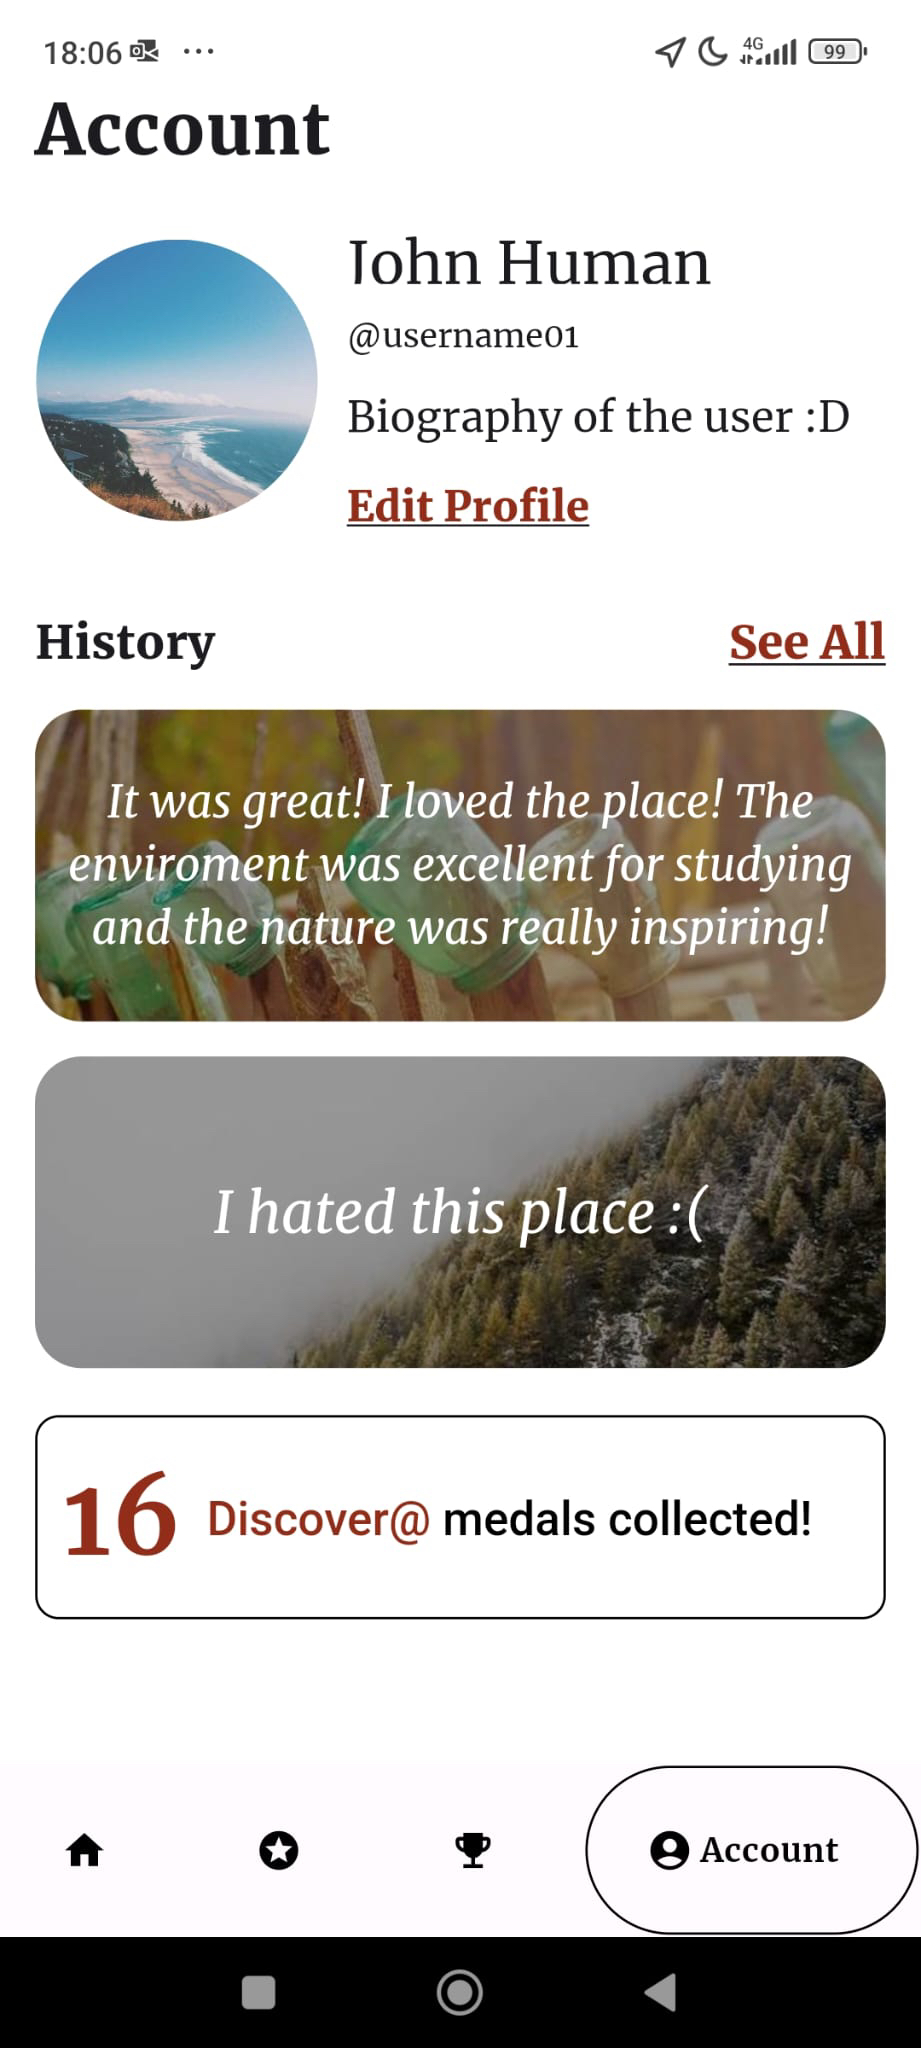 18:06
4G
99
Account
John Human
@username01
Biography of the user :D
Edit Profile
History
See All
It was great! I loved the place! The
enviroment was excellent for studying
and the nature was really inspiring!
I hated this place :(
16 Discover@ medals collected!
Account